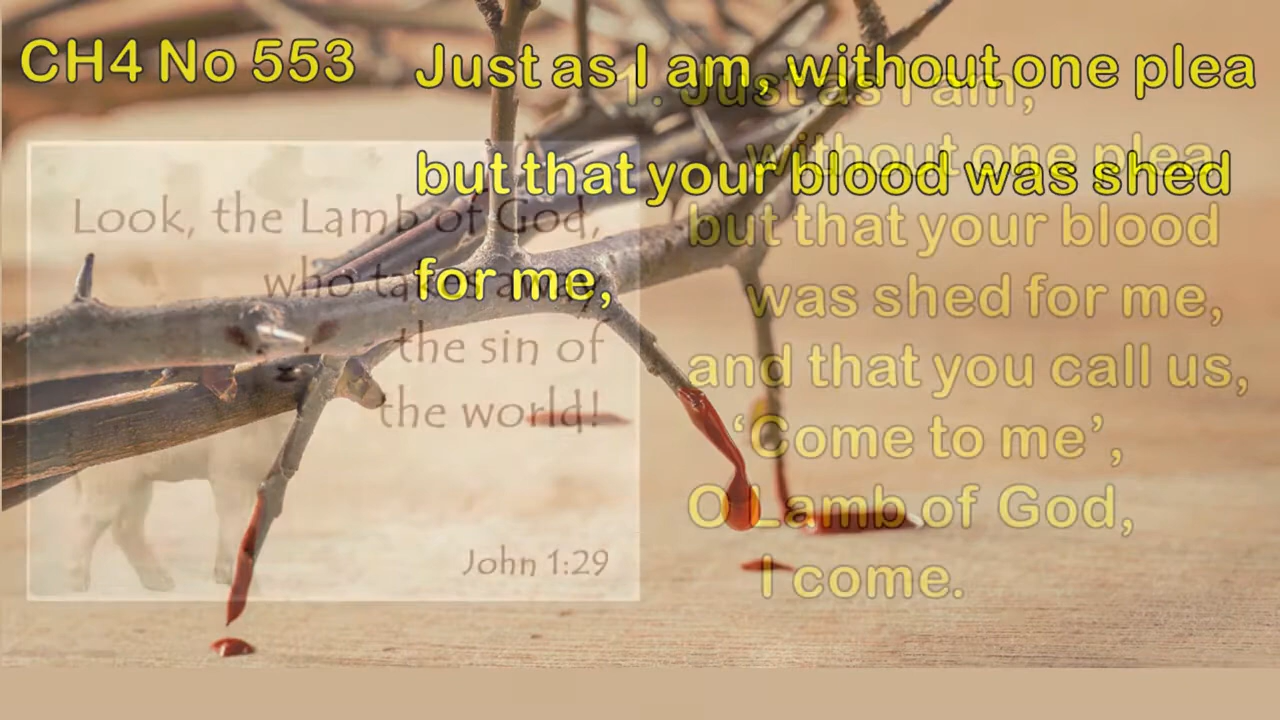 CH4 No 553
Just as I am, without one plea
but that your blood was shed
for me,
Look, the Lamb of God,
who takes away
the sin of
the world!
John 1:29
1. Just as I am,
without one plea
but that your blood
was shed for me,
and that you call us,
‘Come to me’,
O Lamb of God,
I come.